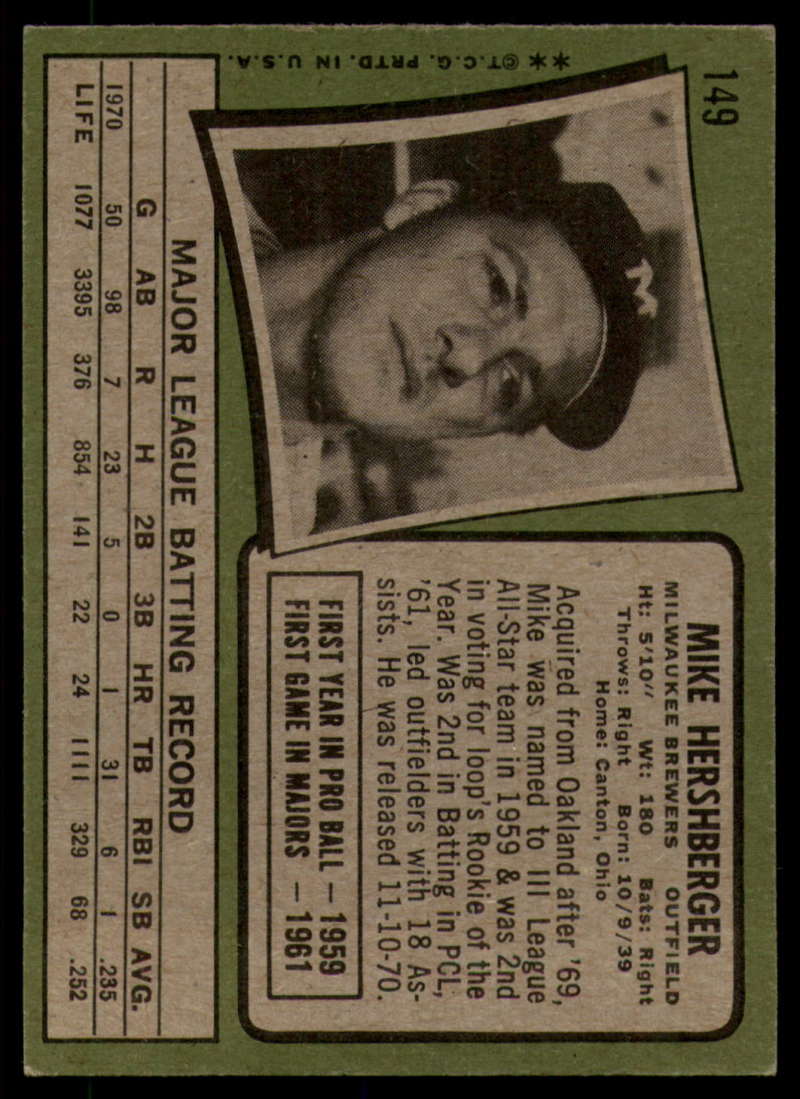 149
**©T.C.G. PRTD. IN U.S.A.
M
MIKE HERSHBERGER
MILWAUKEE BREWERS OUTFIELD
Ht: 5'10" Wt: 180 Bats: Right
Throws: Right Born: 10/9/39
Home: Canton, Ohio
Acquired from Oakland after '69,
Mike was named to III League
All-Star team in 1959 & was 2nd
in voting for loop's Rookie of the
Year. Was 2nd in Batting in PCL,
'61, led outfielders with 18 As-
sists. He was released 11-10-70.
FIRST YEAR IN PRO BALL — 1959
FIRST GAME IN MAJORS — 1961
MAJOR LEAGUE BATTING RECORD
G AB R H 2B 3B HR TB RBI SB AVG.
1970 50 98 7 23 5 0 1 31 6 1 .235
LIFE 1077 3395 376 854 141 22 24 1111 329 68 .252